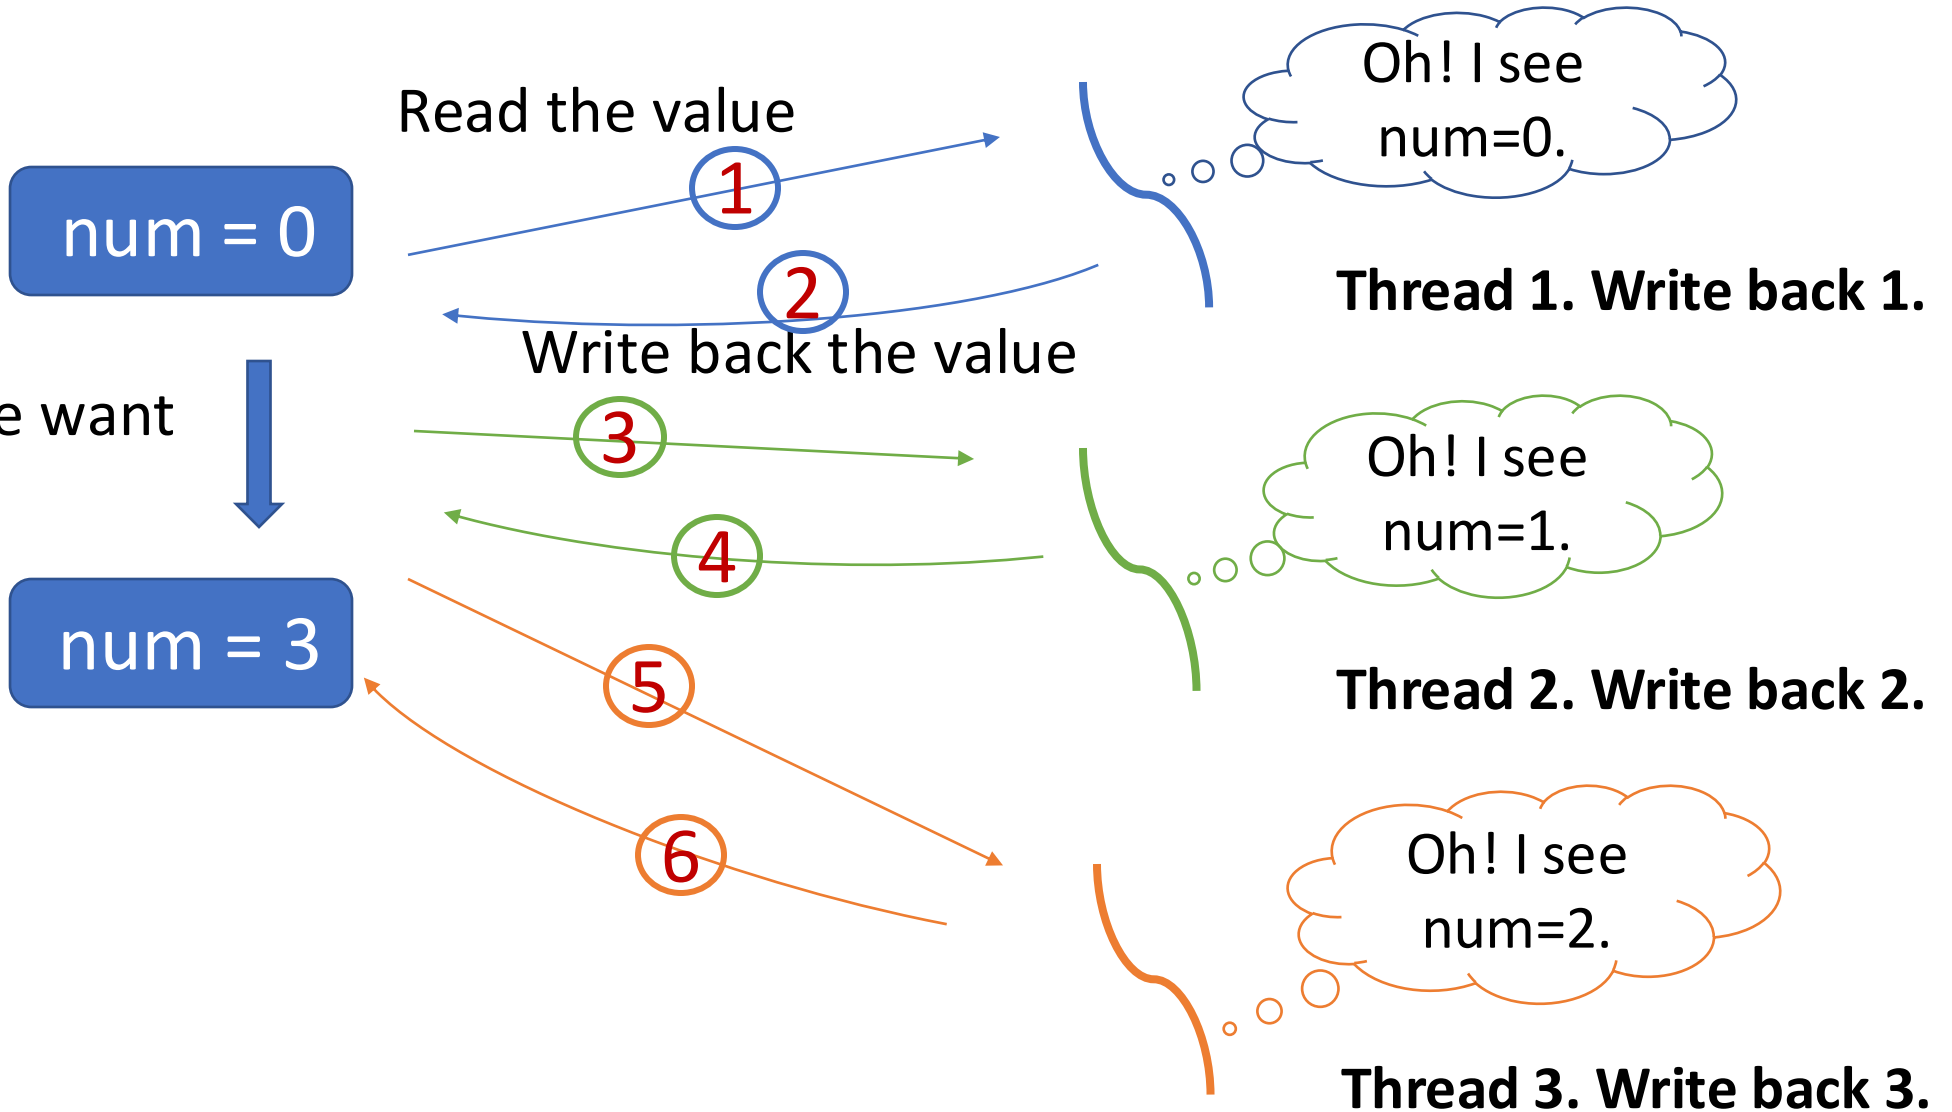 Read the value
1
num = 0
2
Write back the value
e want
3
4
num = 3
5
6
Oh! I see
num=0.
Thread 1. Write back 1.
Oh! I see
num=1.
Thread 2. Write back 2.
Oh! I see
num=2.
Thread 3. Write back 3.